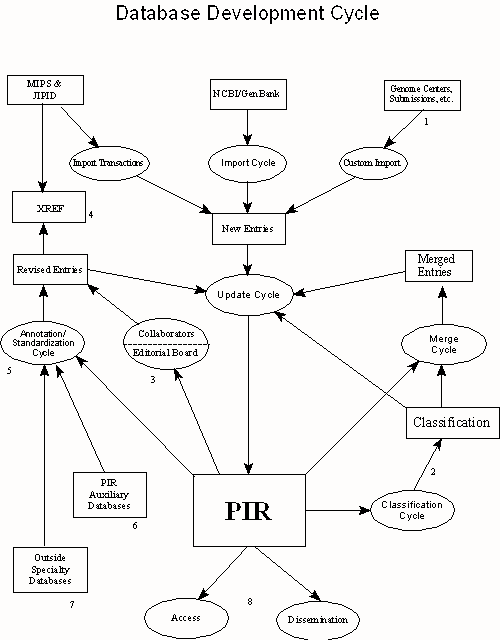 Database Development Cycle
MIPS &
JIPID
NCBI/GenBank
Genome Centers,
Submissions, etc.
1
Import Transactions
Import Cycle
Custom Import
XREF
4
New Entries
Revised Entries
Update Cycle
Merged
Entries
Annotation/
Standardization
Cycle
5
Collaborators
Editorial Board
3
Merge
Cycle
Classification
2
PIR
Auxiliary
Databases
6
PIR
Classification
Cycle
Outside
Specialty
Databases
7
8
Access
Dissemination